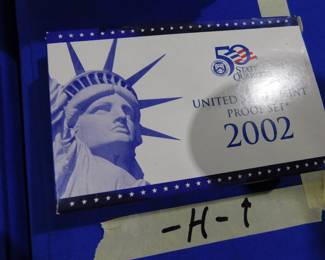 50
STATE
QUARTERS
UNITED STATES MINT
PROOF SET®
2002
-H-1